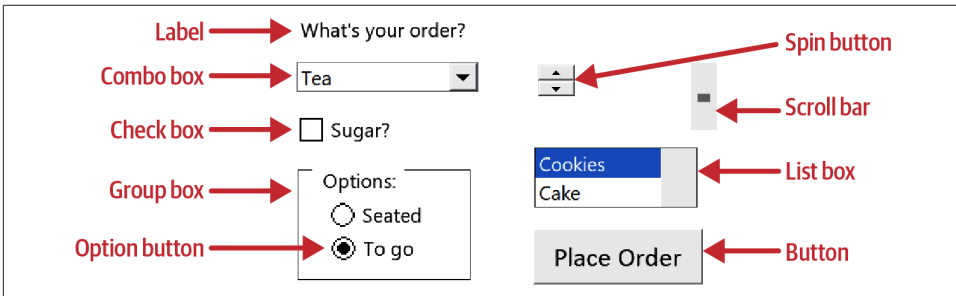 Label
What's your order?
Combo box
Tea
Check box
Sugar?
Group box
Options:
Seated
Option button
To go
Spin button
Scroll bar
Cookies
Cake
List box
Place Order
Button